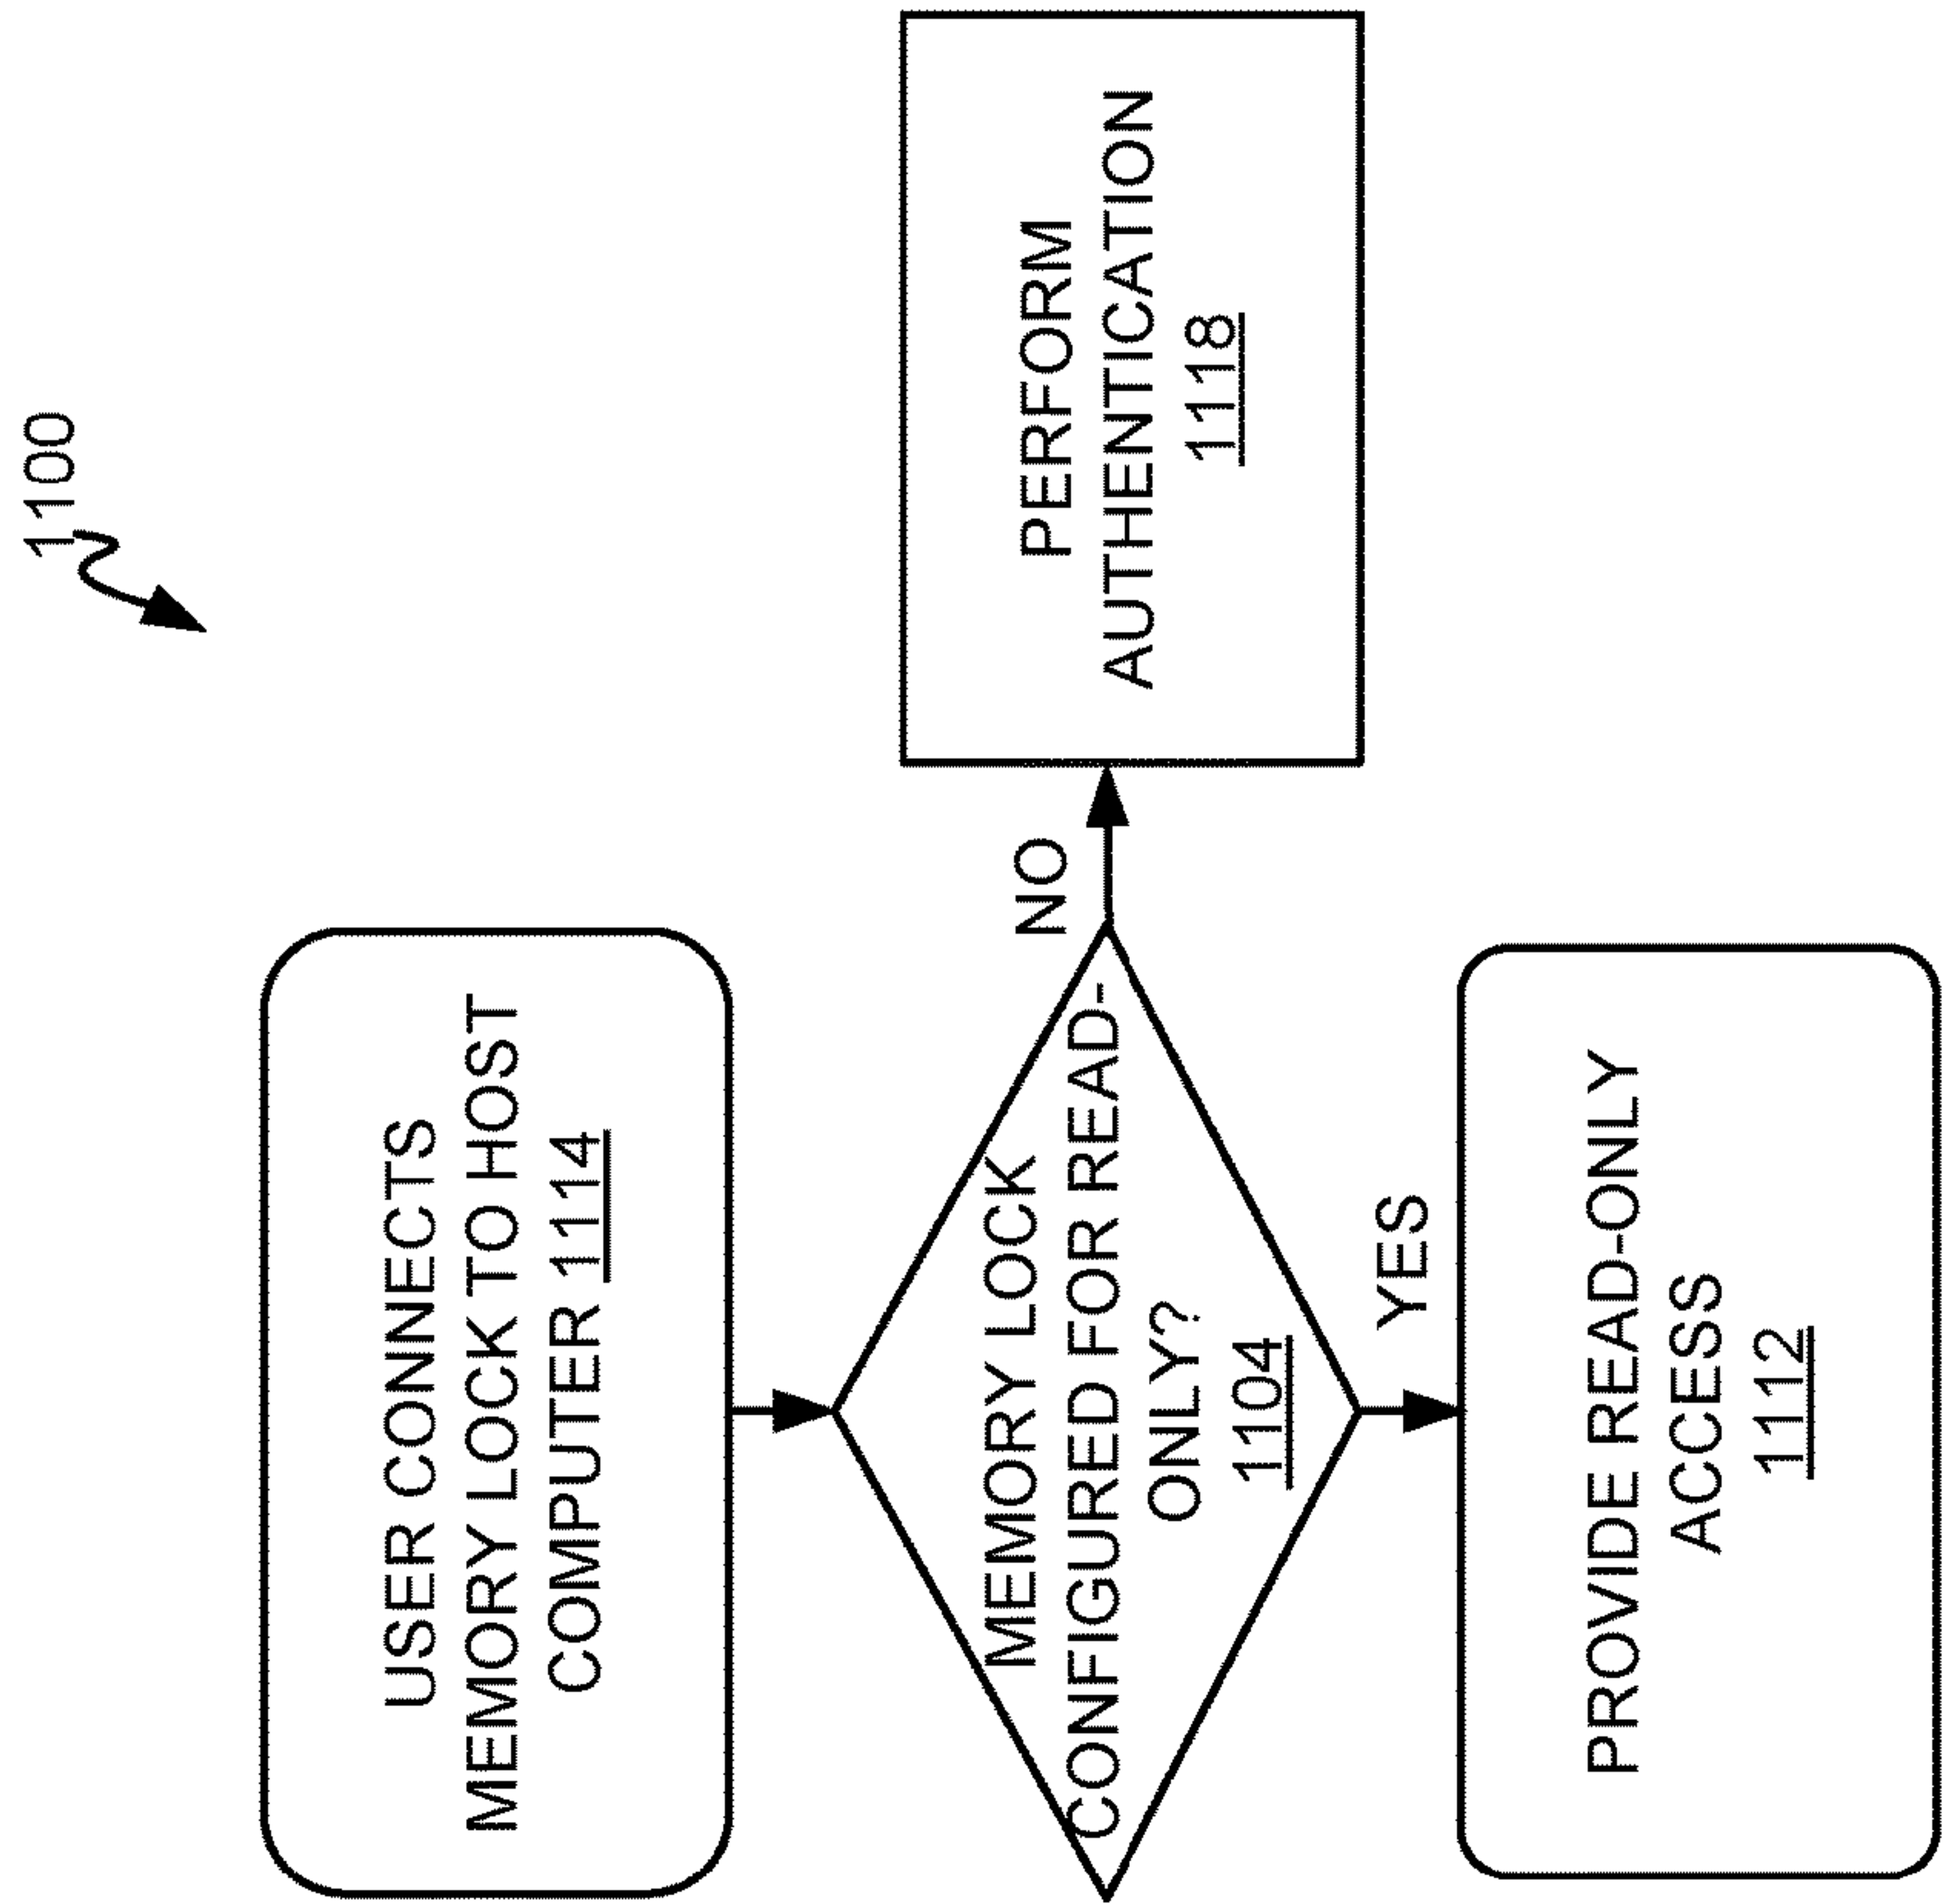 1100
USER CONNECTS
MEMORY LOCK TO HOST
COMPUTER 1114
MEMORY LOCK
CONFIGURED FOR READ-
ONLY?
1104
NO
PERFORM
AUTHENTICATION
1118
YES
PROVIDE READ-ONLY
ACCESS
1112